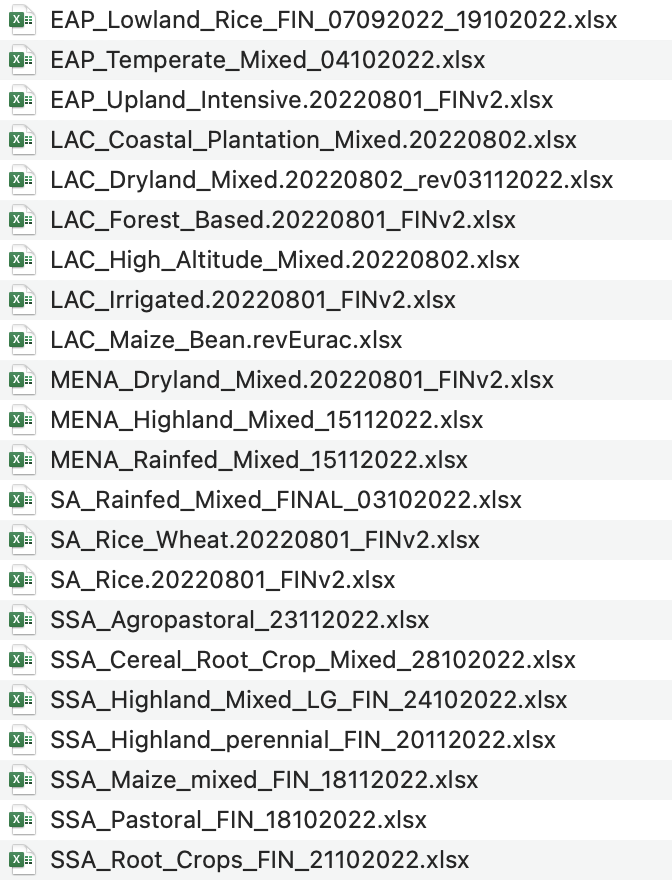 EAP_Lowland_Rice_FIN_07092022_19102022.xlsx
EAP_Temperate_Mixed_04102022.xlsx
EAP_Upland_Intensive.20220801_FINv2.xlsx
LAC_Coastal_Plantation_Mixed.20220802.xlsx
LAC_Dryland_Mixed.20220802_rev03112022.xlsx
LAC_Forest_Based.20220801_FINv2.xlsx
LAC_High_Altitude_Mixed.20220802.xlsx
LAC_Irrigated.20220801_FINv2.xlsx
LAC_Maize_Bean.revEurac.xlsx
MENA_Dryland_Mixed.20220801_FINv2.xlsx
MENA_Highland_Mixed_15112022.xlsx
MENA_Rainfed_Mixed_15112022.xlsx
SA_Rainfed_Mixed_FINAL_03102022.xlsx
SA_Rice_Wheat.20220801_FINv2.xlsx
SA_Rice.20220801_FINv2.xlsx
SSA_Agropastoral_23112022.xlsx
SSA_Cereal_Root_Crop_Mixed_28102022.xlsx
SSA_Highland_Mixed_LG_FIN_24102022.xlsx
SSA_Highland_perennial_FIN_20112022.xlsx
SSA_Maize_mixed_FIN_18112022.xlsx
SSA_Pastoral_FIN_18102022.xlsx
SSA_Root_Crops_FIN_21102022.xlsx